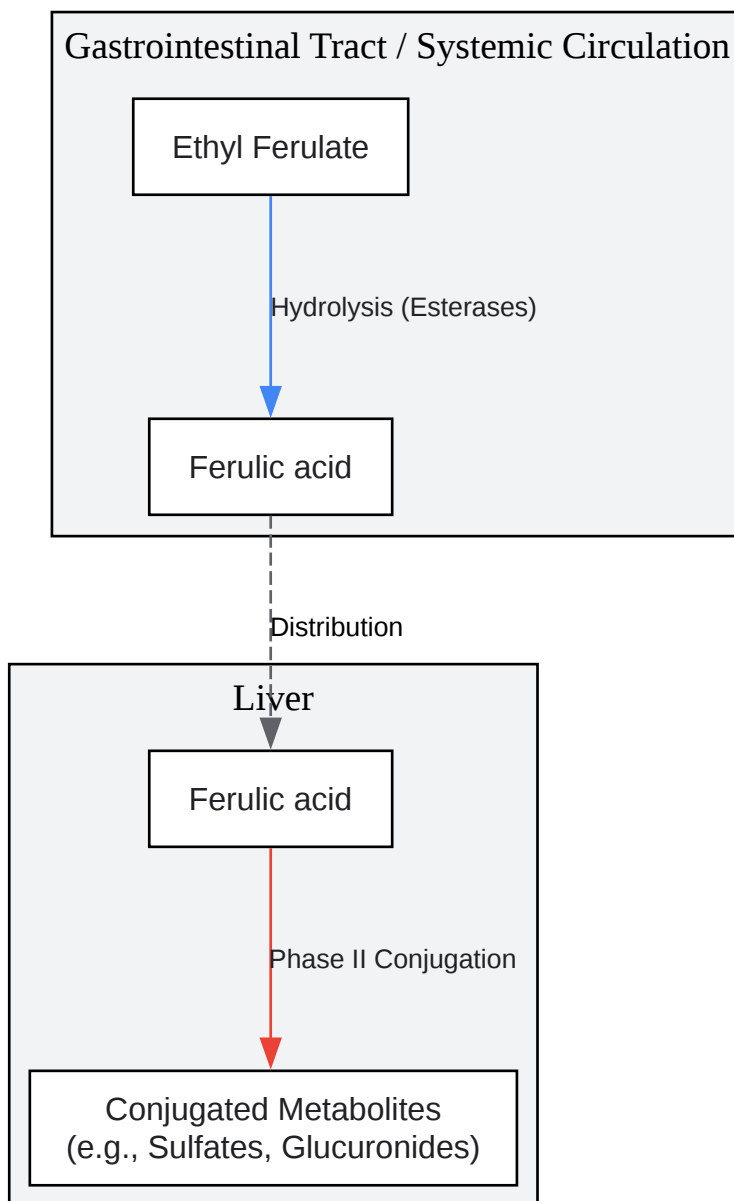 Gastrointestinal Tract / Systemic Circulation
Ethyl Ferulate
Hydrolysis (Esterases)
Ferulic acid
Distribution
Liver
Ferulic acid
Phase II Conjugation
Conjugated Metabolites
(e.g., Sulfates, Glucuronides)